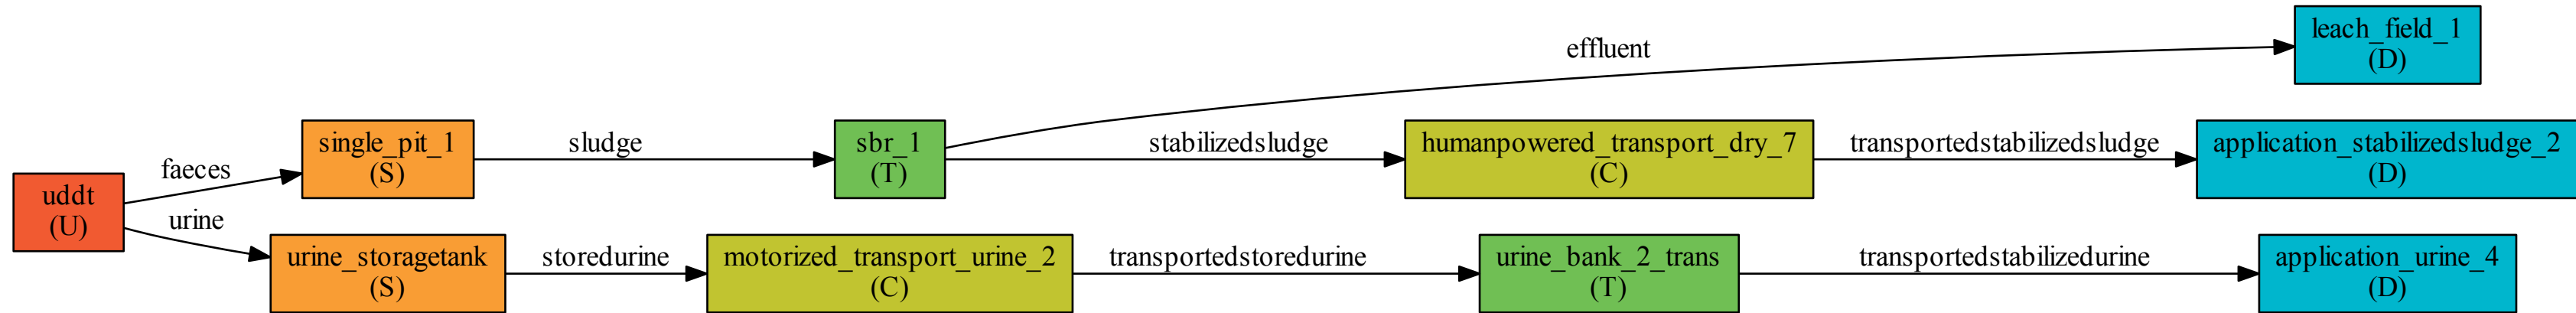 uddt
(U)
faeces
urine
single_pit_1
(S)
urine_storagetank
(S)
sludge
storedurine
sbr_1
(T)
motorized_transport_urine_2
(C)
effluent
stabilizedsludge
transportedstoredurine
humanpowered_transport_dry_7
(C)
urine_bank_2_trans
(T)
transportedstabilizedsludge
transportedstabilizedurine
leach_field_1
(D)
application_stabilizedsludge_2
(D)
application_urine_4
(D)